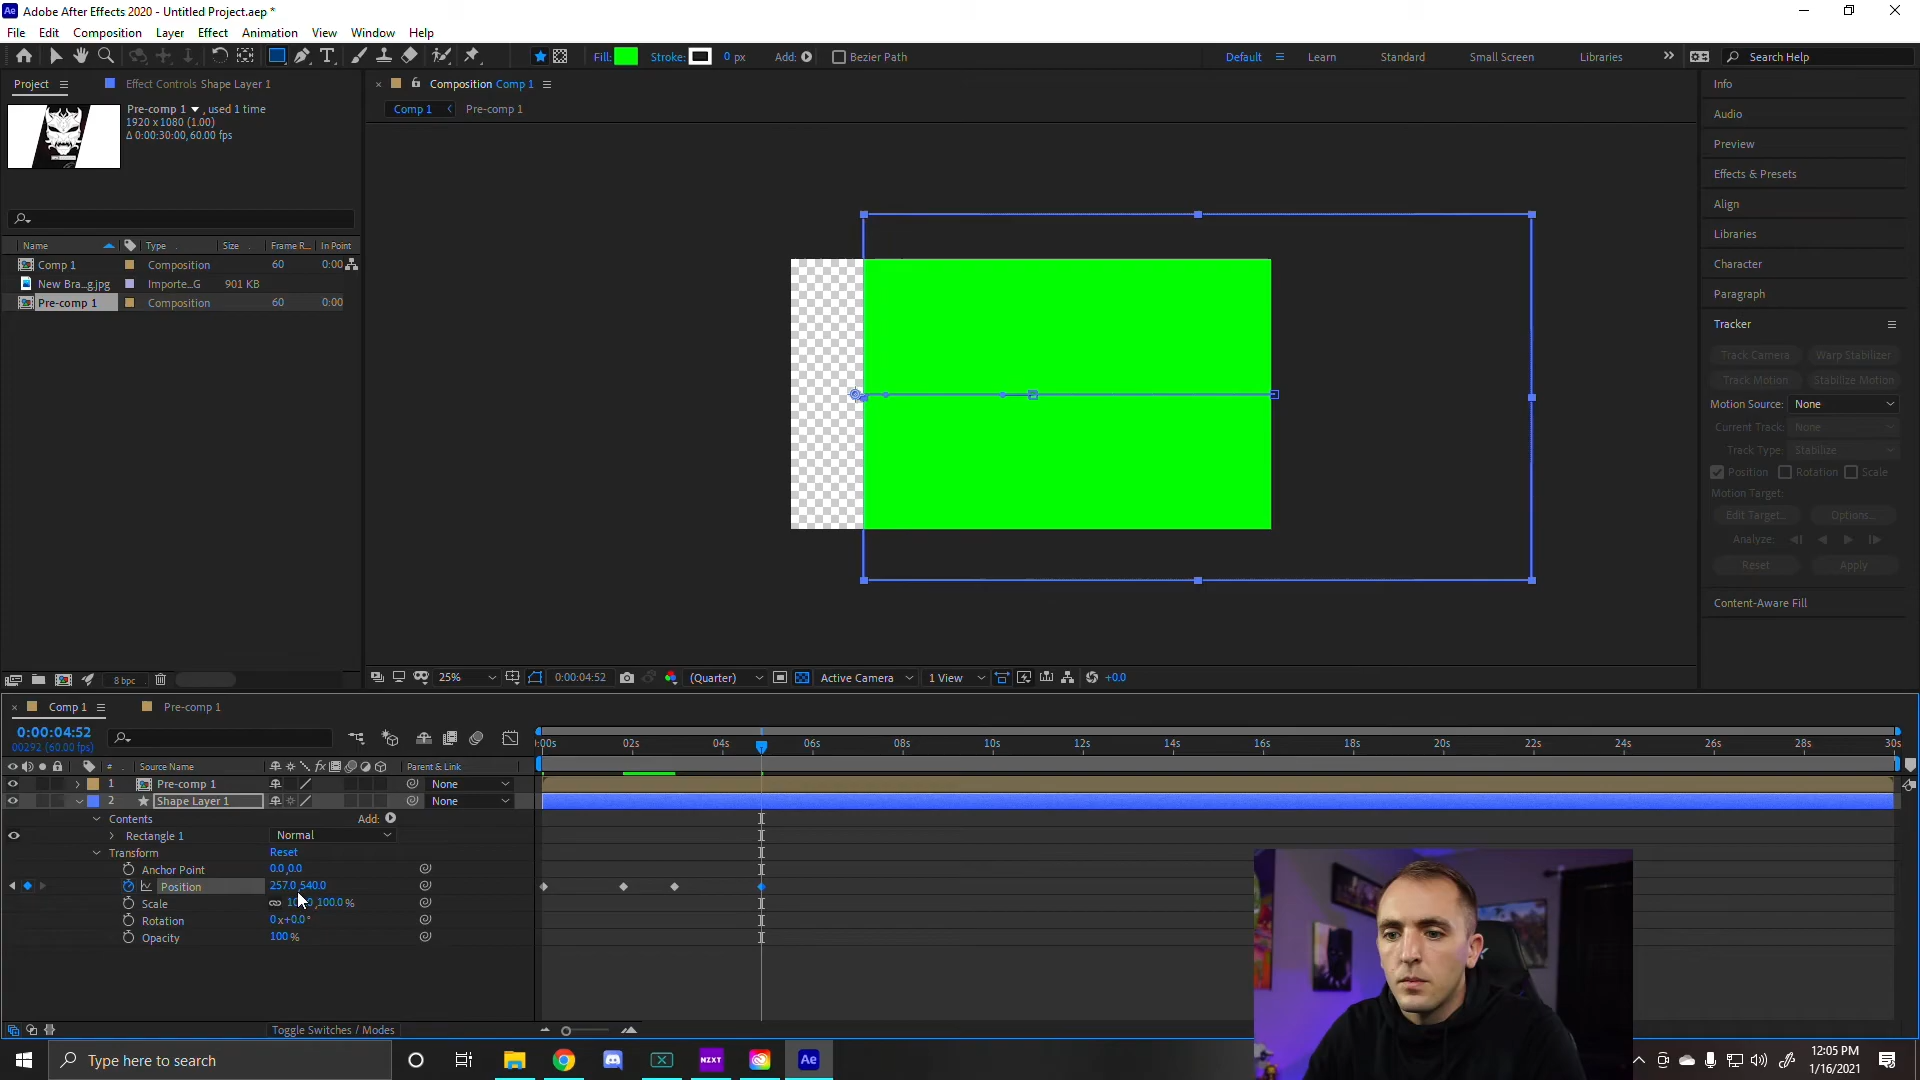 Adobe After Effects 2020 - Untitled Project.aep *
File Edit Composition Layer Effect Animation View Window Help
Fill: Stroke: 0 px Add: Bezier Path Default Learn Standard Small Screen Libraries Search Help
Project Effect Controls Shape Layer 1
Composition Comp 1
Comp 1 Pre-comp 1
Pre-comp 1 , used 1 time
1920 x 1080 (1.00)
Δ 0:00:30:00, 60.00 fps
Name Type Size Frame R... In Point
Comp 1 Composition 60 0:00
New Bra...g.jpg Importe...G 901 KB
Pre-comp 1 Composition 60 0:00
8 bpc
Info
Audio
Preview
Effects & Presets
Align
Libraries
Character
Paragraph
Tracker
Track Camera Warp Stabilizer
Track Motion Stabilize Motion
Motion Source: None
Current Track: None
Track Type: Stabilize
Position Rotation Scale
Motion Target:
Edit Target... Options...
Analyze:
Reset Apply
Content-Aware Fill
25% 0:00:04:52 (Quarter) Active Camera 1 View +0.0
Comp 1 Pre-comp 1
0:00:04:52
00292 (60.00 fps)
:00s 02s 04s 06s 08s 10s 12s 14s 16s 18s 20s 22s 24s 26s 28s 30s
# Source Name fx Parent & Link
1 Pre-comp 1 None
2 Shape Layer 1 None
Contents Add:
Rectangle 1 Normal
Transform Reset
Anchor Point 0.0,0.0
Position 257.0,540.0
Scale ,100.0%
Rotation 0x+0.0°
Opacity 100%
Toggle Switches / Modes
Type here to search
NZXT
Ae
12:05 PM
1/16/2021